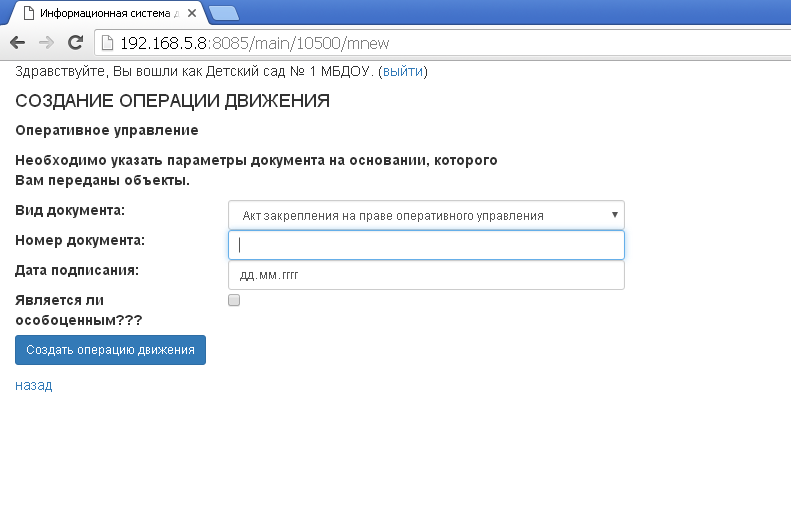 Информационная система д
192.168.5.8:8085/main/10500/mnew
Здравствуйте, Вы вошли как Детский сад № 1 МБДОУ. (выйти)
СОЗДАНИЕ ОПЕРАЦИИ ДВИЖЕНИЯ
Оперативное управление
Необходимо указать параметры документа на основании, которого
Вам переданы объекты.
Вид документа:
Акт закрепления на праве оперативного управления
Номер документа:
Дата подписания:
дд.мм.гггг
Является ли
особоценным???
Создать операцию движения
назад